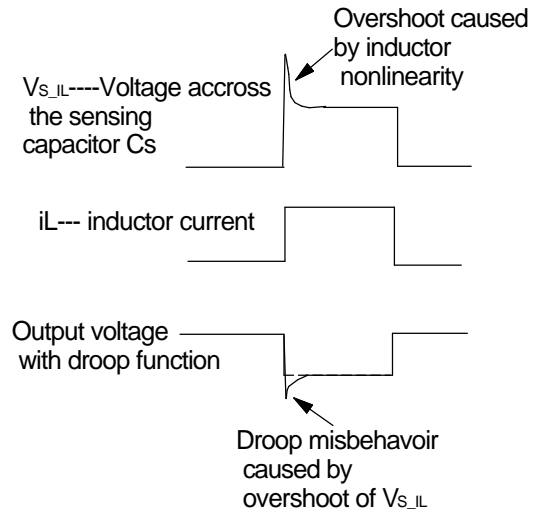 Overshoot caused
by inductor
nonlinearity
VS_IL----Voltage accross
the sensing
capacitor Cs
iL--- inductor current
Output voltage
with droop function
Droop misbehavoir
caused by
overshoot of VS_IL